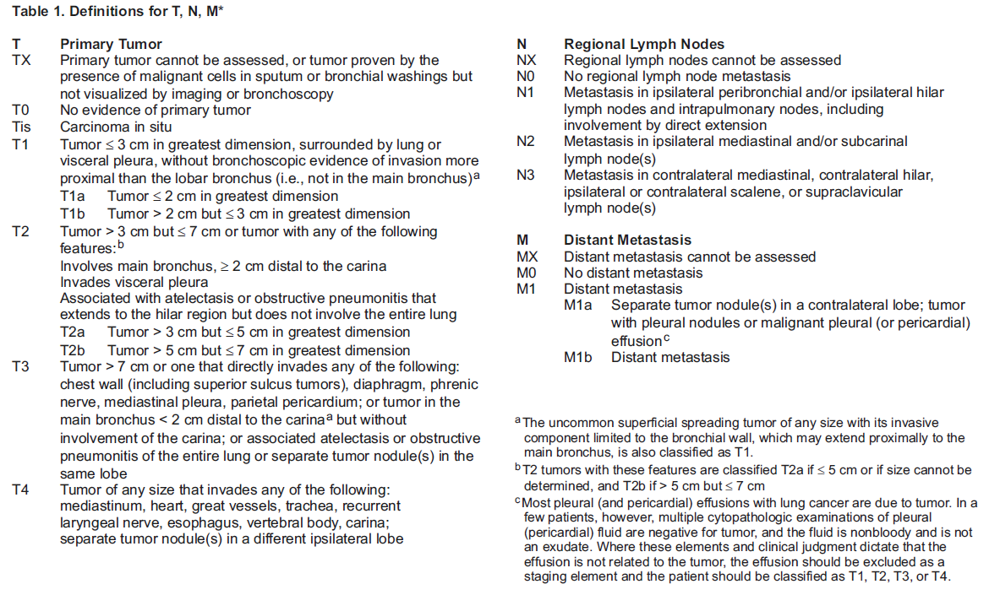 Table 1. Definitions for T, N, M*
T Primary Tumor
TX Primary tumor cannot be assessed, or tumor proven by the
presence of malignant cells in sputum or bronchial washings but
not visualized by imaging or bronchoscopy
T0 No evidence of primary tumor
Tis Carcinoma in situ
T1 Tumor ≤ 3 cm in greatest dimension, surrounded by lung or
visceral pleura, without bronchoscopic evidence of invasion more
proximal than the lobar bronchus (i.e., not in the main bronchus)a
T1a Tumor ≤ 2 cm in greatest dimension
T1b Tumor > 2 cm but ≤ 3 cm in greatest dimension
T2 Tumor > 3 cm but ≤ 7 cm or tumor with any of the following
features:b
Involves main bronchus, ≥ 2 cm distal to the carina
Invades visceral pleura
Associated with atelectasis or obstructive pneumonitis that
extends to the hilar region but does not involve the entire lung
T2a Tumor > 3 cm but ≤ 5 cm in greatest dimension
T2b Tumor > 5 cm but ≤ 7 cm in greatest dimension
T3 Tumor > 7 cm or one that directly invades any of the following:
chest wall (including superior sulcus tumors), diaphragm, phrenic
nerve, mediastinal pleura, parietal pericardium; or tumor in the
main bronchus < 2 cm distal to the carinaa but without
involvement of the carina; or associated atelectasis or obstructive
pneumonitis of the entire lung or separate tumor nodule(s) in the
same lobe
T4 Tumor of any size that invades any of the following:
mediastinum, heart, great vessels, trachea, recurrent
laryngeal nerve, esophagus, vertebral body, carina;
separate tumor nodule(s) in a different ipsilateral lobe
N Regional Lymph Nodes
NX Regional lymph nodes cannot be assessed
N0 No regional lymph node metastasis
N1 Metastasis in ipsilateral peribronchial and/or ipsilateral hilar
lymph nodes and intrapulmonary nodes, including
involvement by direct extension
N2 Metastasis in ipsilateral mediastinal and/or subcarinal
lymph node(s)
N3 Metastasis in contralateral mediastinal, contralateral hilar,
ipsilateral or contralateral scalene, or supraclavicular
lymph node(s)
M Distant Metastasis
MX Distant metastasis cannot be assessed
M0 No distant metastasis
M1 Distant metastasis
M1a Separate tumor nodule(s) in a contralateral lobe; tumor
with pleural nodules or malignant pleural (or pericardial)
effusionc
M1b Distant metastasis
a The uncommon superficial spreading tumor of any size with its invasive
component limited to the bronchial wall, which may extend proximally to the
main bronchus, is also classified as T1.
b T2 tumors with these features are classified T2a if ≤ 5 cm or if size cannot be
determined, and T2b if > 5 cm but ≤ 7 cm
c Most pleural (and pericardial) effusions with lung cancer are due to tumor. In a
few patients, however, multiple cytopathologic examinations of pleural
(pericardial) fluid are negative for tumor, and the fluid is nonbloody and is not
an exudate. Where these elements and clinical judgment dictate that the
effusion is not related to the tumor, the effusion should be excluded as a
staging element and the patient should be classified as T1, T2, T3, or T4.